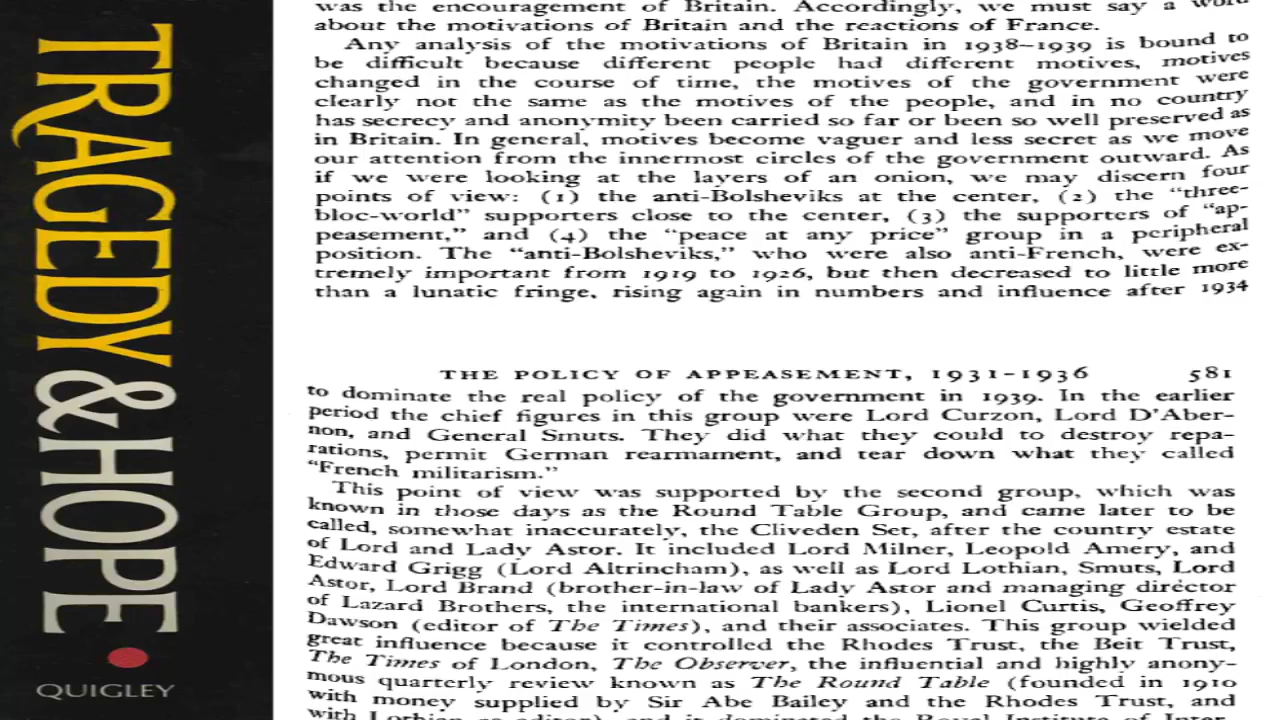 TRAGEDY & HOPE
QUIGLEY
was the encouragement of Britain. Accordingly, we must say a word
about the motivations of Britain and the reactions of France.
Any analysis of the motivations of Britain in 1938–1939 is bound to
be difficult because different people had different motives, motives
changed in the course of time, the motives of the government were
clearly not the same as the motives of the people, and in no country
has secrecy and anonymity been carried so far or been so well preserved as
in Britain. In general, motives become vaguer and less secret as we move
our attention from the innermost circles of the government outward. As
if we were looking at the layers of an onion, we may discern four
points of view: (1) the anti-Bolsheviks at the center, (2) the “three-
bloc-world” supporters close to the center, (3) the supporters of “ap-
peasement,” and (4) the “peace at any price” group in a peripheral
position. The “anti-Bolsheviks,” who were also anti-French, were ex-
tremely important from 1919 to 1926, but then decreased to little more
than a lunatic fringe, rising again in numbers and influence after 1934
THE POLICY OF APPEASEMENT, 1931–1936 581
to dominate the real policy of the government in 1939. In the earlier
period the chief figures in this group were Lord Curzon, Lord D’Aber-
non, and General Smuts. They did what they could to destroy repa-
rations, permit German rearmament, and tear down what they called
“French militarism.”
This point of view was supported by the second group, which was
known in those days as the Round Table Group, and came later to be
called, somewhat inaccurately, the Cliveden Set, after the country estate
of Lord and Lady Astor. It included Lord Milner, Leopold Amery, and
Edward Grigg (Lord Altrincham), as well as Lord Lothian, Smuts, Lord
Astor, Lord Brand (brother-in-law of Lady Astor and managing director
of Lazard Brothers, the international bankers), Lionel Curtis, Geoffrey
Dawson (editor of The Times), and their associates. This group wielded
great influence because it controlled the Rhodes Trust, the Beit Trust,
The Times of London, The Observer, the influential and highly anony-
mous quarterly review known as The Round Table (founded in 1910
with money supplied by Sir Abe Bailey and the Rhodes Trust, and
with Lothian as editor), and it dominated the Royal Institute of Inter-